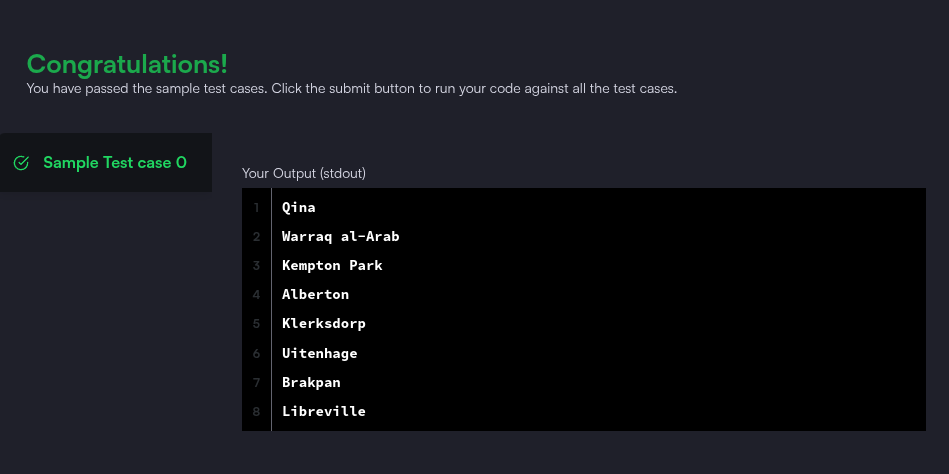 Congratulations!
You have passed the sample test cases. Click the submit button to run your code against all the test cases.
Sample Test case 0
Your Output (stdout)
1 Qina
2 Warraq al-Arab
3 Kempton Park
4 Alberton
5 Klerksdorp
6 Uitenhage
7 Brakpan
8 Libreville